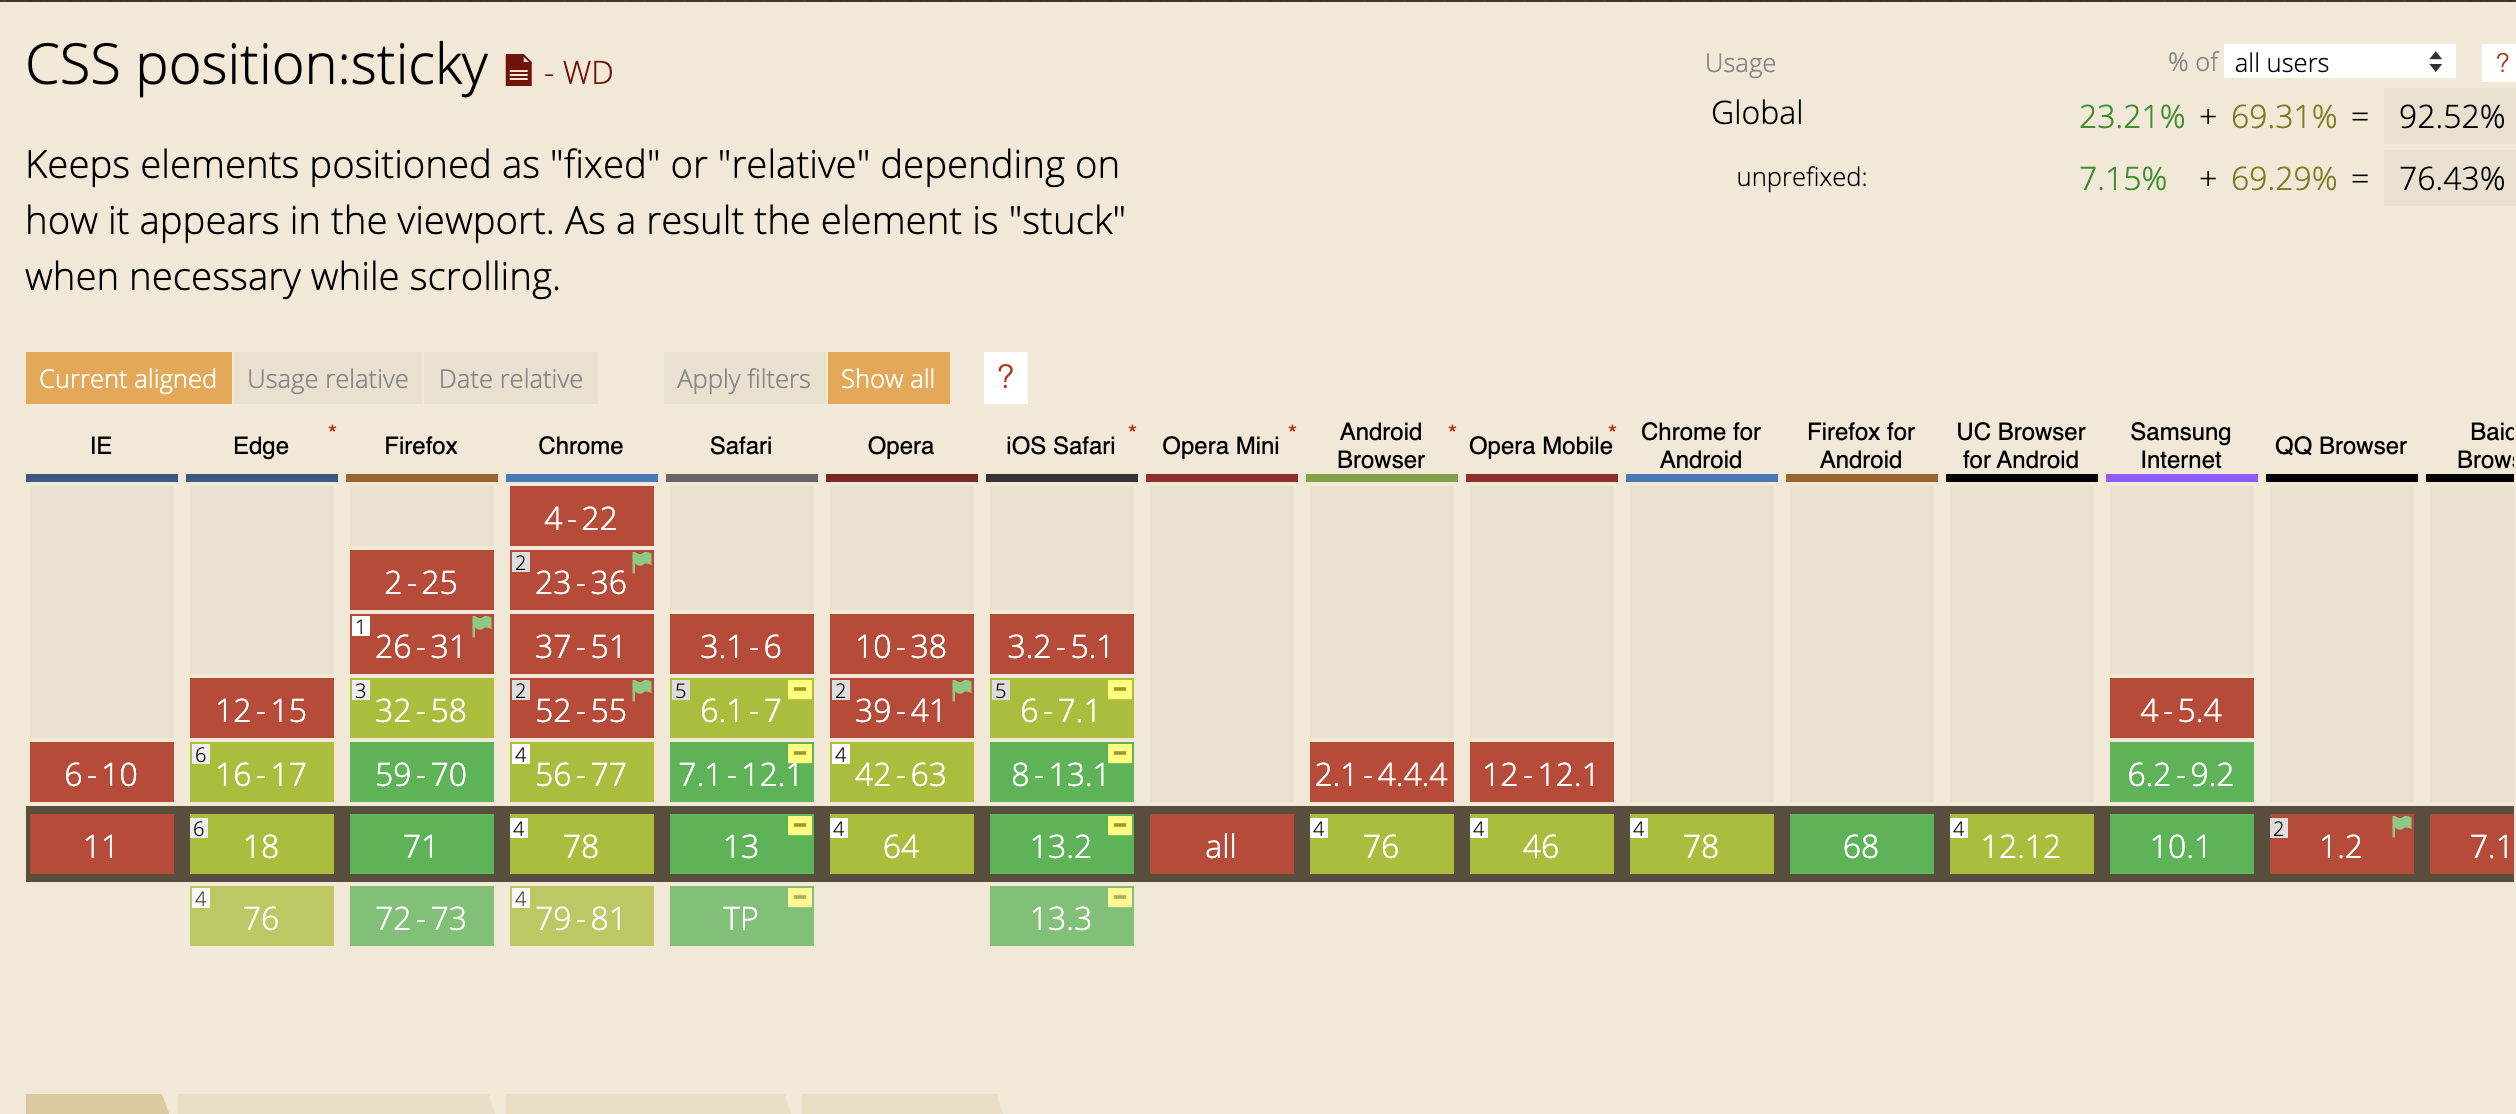 CSS position:sticky - WD
Usage % of all users ?
Global 23.21% + 69.31% = 92.52%
unprefixed: 7.15% + 69.29% = 76.43%
Keeps elements positioned as "fixed" or "relative" depending on
how it appears in the viewport. As a result the element is "stuck"
when necessary while scrolling.
Current aligned Usage relative Date relative Apply filters Show all ?
IE
Edge *
Firefox
Chrome
Safari
Opera
iOS Safari *
Opera Mini *
Android
Browser *
Opera Mobile *
Chrome for
Android
Firefox for
Android
UC Browser
for Android
Samsung
Internet
QQ Browser
4-22
2-25 2 23-36
1 26-31 37-51 3.1-6 10-38 3.2-5.1
12-15 3 32-58 2 52-55 5 6.1-7 2 39-41 5 6-7.1 4-5.4
6-10 6 16-17 59-70 4 56-77 7.1-12.1 4 42-63 8-13.1 2.1-4.4.4 12-12.1 6.2-9.2
11 6 18 71 4 78 13 4 64 13.2 all 4 76 4 46 4 78 68 4 12.12 10.1 2 1.2 7.1
4 76 72-73 4 79-81 TP 13.3